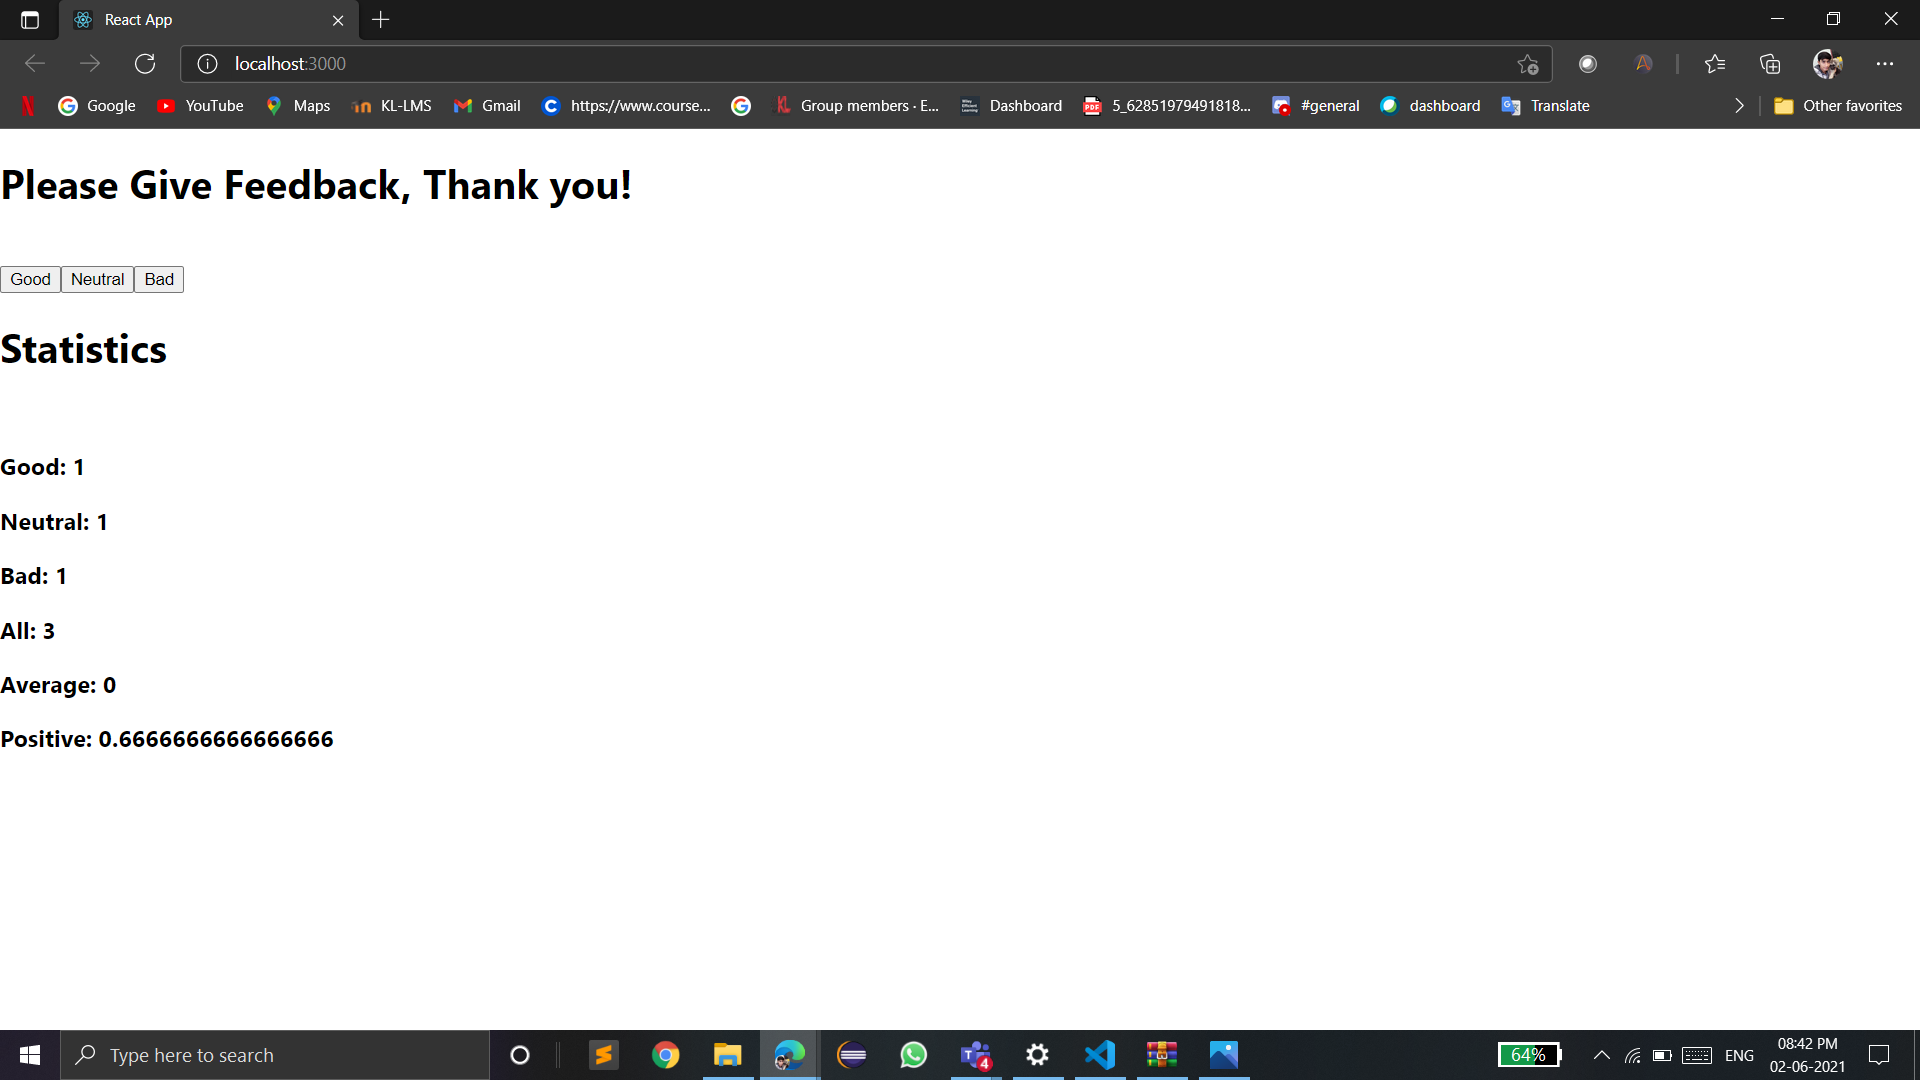 React App
localhost:3000
Google YouTube Maps KL-LMS Gmail https://www.course... Group members · E... Dashboard 5_62851979491818... #general dashboard Translate Other favorites
Please Give Feedback, Thank you!
Good Neutral Bad
Statistics
Good: 1
Neutral: 1
Bad: 1
All: 3
Average: 0
Positive: 0.6666666666666666
Type here to search
4
64%
ENG
08:42 PM
02-06-2021